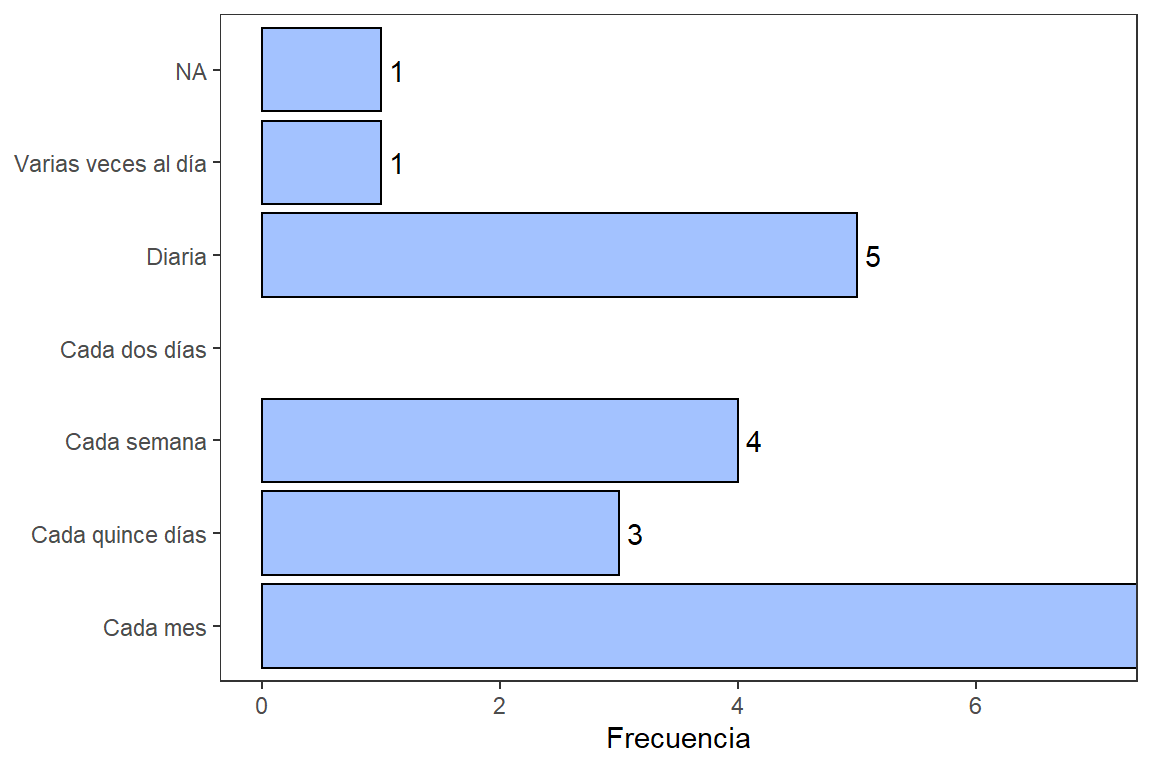 NA 1
Varias veces al día 1
Diaria 5
Cada dos días
Cada semana 4
Cada quince días 3
Cada mes
0 2 4 6
Frecuencia